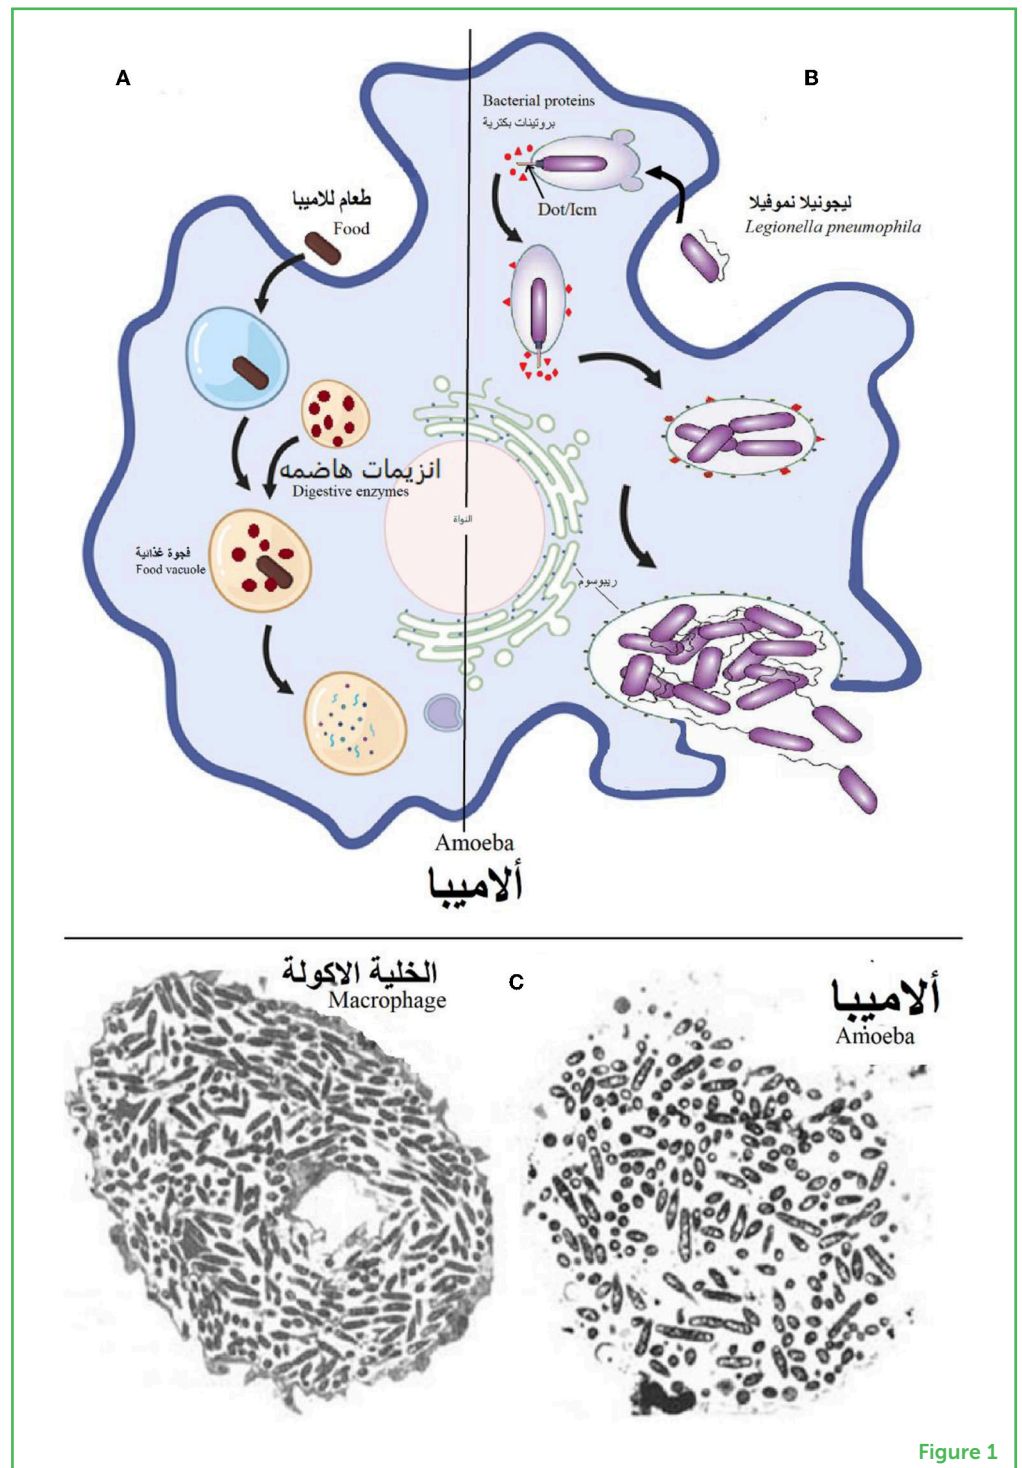 A
B
Bacterial proteins
بروتينات بكترية
Dot/Icm
طعام للاميبا
Food
ليجونيلا نموفيلا
Legionella pneumophila
انزيمات هاضمه
Digestive enzymes
النواة
فجوة غذائية
Food vacuole
ريبوسوم
Amoeba
ألاميبا
C
الخلية الاكولة
Macrophage
ألاميبا
Amoeba
Figure 1